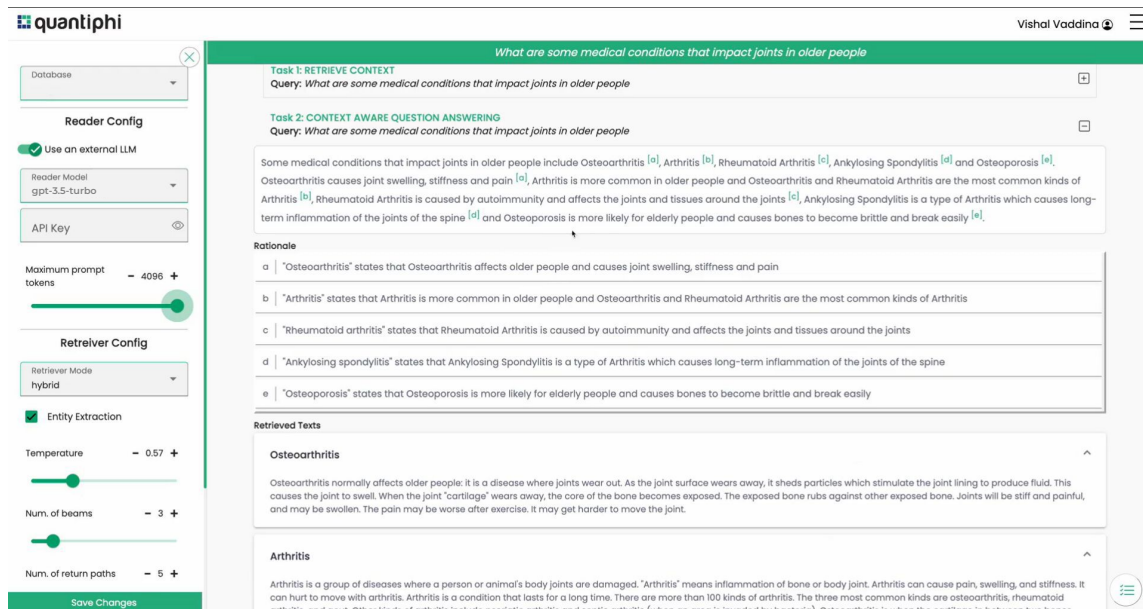 quantiphi
Vishal Vaddina
What are some medical conditions that impact joints in older people
Database
Reader Config
Use an external LLM
Reader Model
gpt-3.5-turbo
API Key
Maximum prompt tokens
- 4096 +
Retreiver Config
Retriever Mode
hybrid
Entity Extraction
Temperature - 0.57 +
Num. of beams - 3 +
Num. of return paths - 5 +
Save Changes
Task 1: RETRIEVE CONTEXT
Query: What are some medical conditions that impact joints in older people
Task 2: CONTEXT AWARE QUESTION ANSWERING
Query: What are some medical conditions that impact joints in older people
Some medical conditions that impact joints in older people include Osteoarthritis [a], Arthritis [b], Rheumatoid Arthritis [c], Ankylosing Spondylitis [d] and Osteoporosis [e].
Osteoarthritis causes joint swelling, stiffness and pain [a], Arthritis is more common in older people and Osteoarthritis and Rheumatoid Arthritis are the most common kinds of
Arthritis [b], Rheumatoid Arthritis is caused by autoimmunity and affects the joints and tissues around the joints [c], Ankylosing Spondylitis is a type of Arthritis which causes long-
term inflammation of the joints of the spine [d] and Osteoporosis is more likely for elderly people and causes bones to become brittle and break easily [e].
Rationale
a "Osteoarthritis" states that Osteoarthritis affects older people and causes joint swelling, stiffness and pain
b "Arthritis" states that Arthritis is more common in older people and Osteoarthritis and Rheumatoid Arthritis are the most common kinds of Arthritis
c "Rheumatoid arthritis" states that Rheumatoid Arthritis is caused by autoimmunity and affects the joints and tissues around the joints
d "Ankylosing spondylitis" states that Ankylosing Spondylitis is a type of Arthritis which causes long-term inflammation of the joints of the spine
e "Osteoporosis" states that Osteoporosis is more likely for elderly people and causes bones to become brittle and break easily
Retrieved Texts
Osteoarthritis
Osteoarthritis normally affects older people: it is a disease where joints wear out. As the joint surface wears away, it sheds particles which stimulate the joint lining to produce fluid. This
causes the joint to swell. When the joint "cartilage" wears away, the core of the bone becomes exposed. The exposed bone rubs against other exposed bone. Joints will be stiff and painful,
and may be swollen. The pain may be worse after exercise. It may get harder to move the joint.
Arthritis
Arthritis is a group of diseases where a person or animal's body joints are damaged. "Arthritis" means inflammation of bone or body joint. Arthritis can cause pain, swelling, and stiffness. It
can hurt to move with arthritis. Arthritis is a condition that lasts for a long time. There are more than 100 kinds of arthritis. The three most common kinds are osteoarthritis, rheumatoid